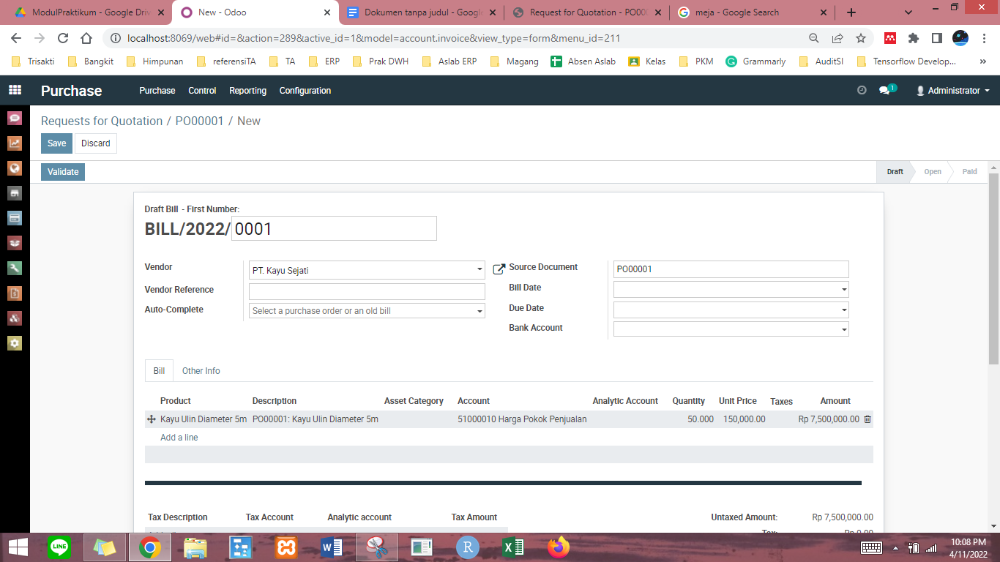 ModulPraktikum - Google Driv
New - Odoo
Dokumen tanpa judul - Googl
Request for Quotation - PO000
meja - Google Search
localhost:8069/web#id=&action=289&active_id=1&model=account.invoice&view_type=form&menu_id=211
Trisakti Bangkit Himpunan referensiTA TA ERP Prak DWH Aslab ERP Magang Absen Aslab Kelas PKM Grammarly AuditSI Tensorflow Develop... »
Purchase Purchase Control Reporting Configuration 1 Administrator
Requests for Quotation / PO00001 / New
Save Discard
Validate Draft Open Paid
Draft Bill - First Number:
BILL/2022/ 0001
Vendor PT. Kayu Sejati Source Document PO00001
Vendor Reference Bill Date
Auto-Complete Select a purchase order or an old bill Due Date
Bank Account
Bill Other Info
Product Description Asset Category Account Analytic Account Quantity Unit Price Taxes Amount
Kayu Ulin Diameter 5m PO00001: Kayu Ulin Diameter 5m 51000010 Harga Pokok Penjualan 50.000 150,000.00 Rp 7,500,000.00
Add a line
Tax Description Tax Account Analytic account Tax Amount Untaxed Amount: Rp 7,500,000.00
Tax: Rp 0.00
LINE W R X
10:08 PM
4/11/2022